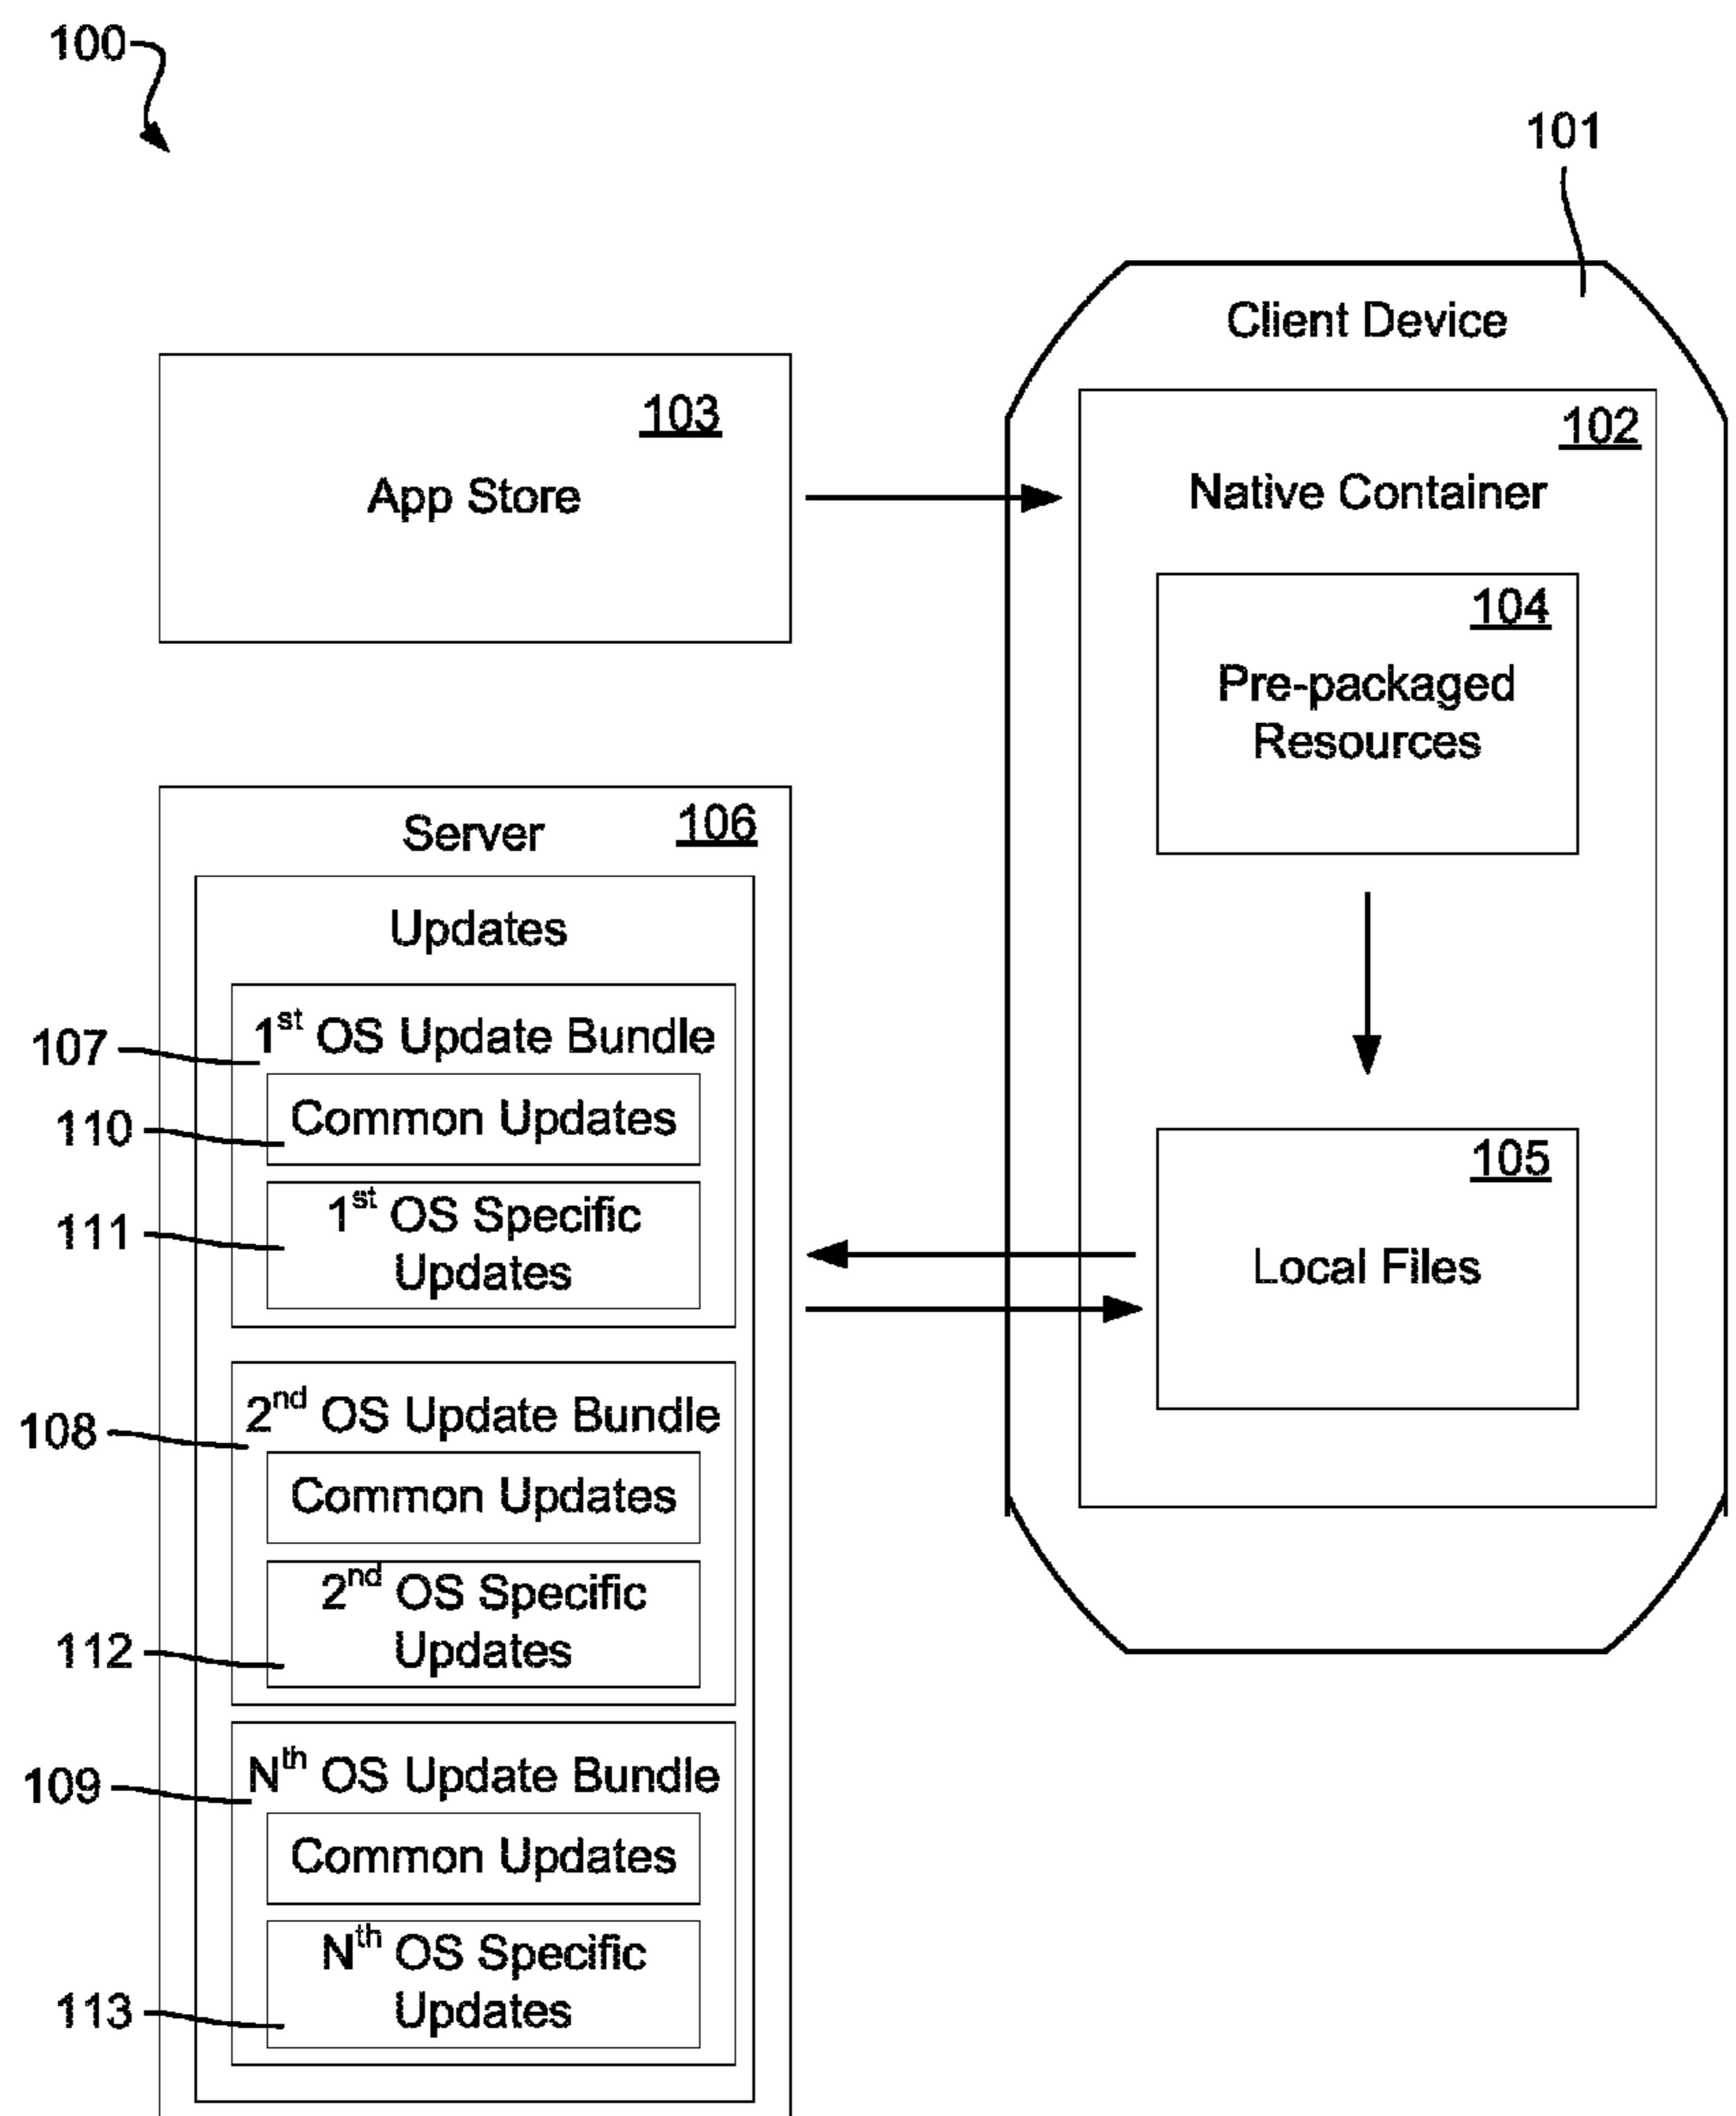 100
101
Client Device
103
App Store
102
Native Container
104
Pre-packaged
Resources
106
Server
Updates
107
1st OS Update Bundle
110
Common Updates
111
1st OS Specific
Updates
105
Local Files
108
2nd OS Update Bundle
Common Updates
112
2nd OS Specific
Updates
109
Nth OS Update Bundle
Common Updates
113
Nth OS Specific
Updates